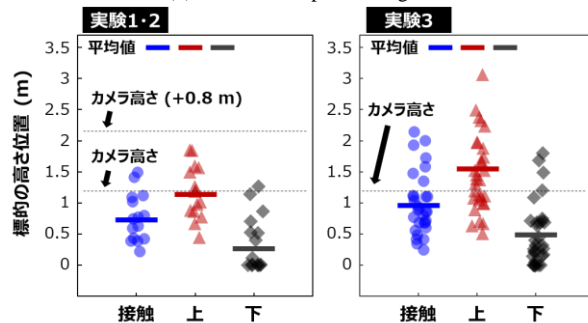 実験1・2
実験3
平均値
平均値
標的の高さ位置 (m)
3.5
3
2.5
2
1.5
1
0.5
0
カメラ高さ (+0.8 m)
カメラ高さ
接触
上
下
3.5
3
2.5
2
1.5
1
0.5
0
カメラ高さ
接触
上
下